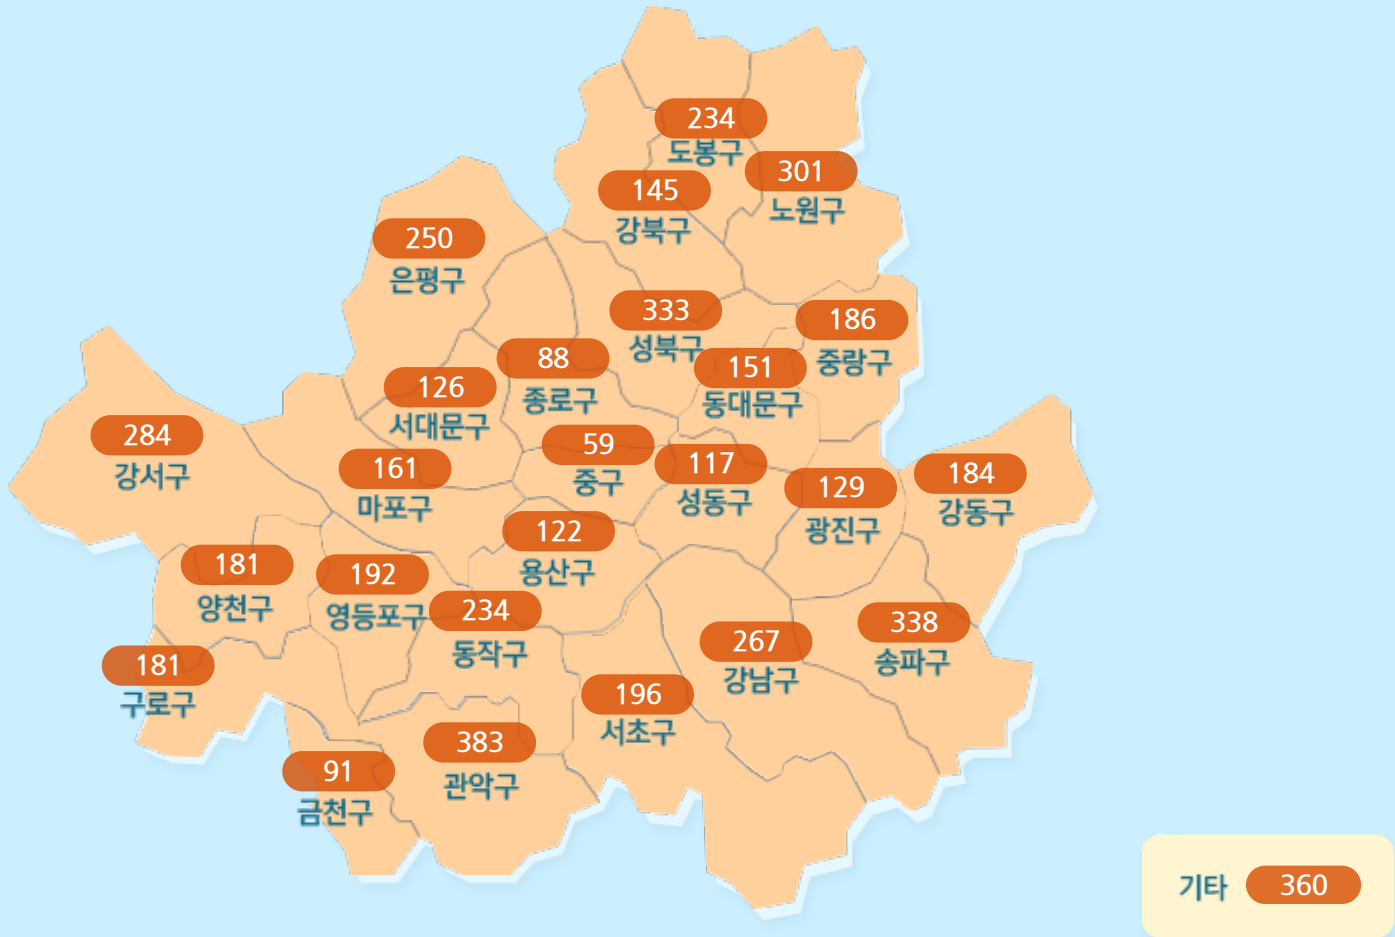 234
도봉구
301
노원구
145
강북구
250
은평구
333
성북구
186
중랑구
88
종로구
151
동대문구
126
서대문구
284
강서구
59
중구
161
마포구
117
성동구
184
강동구
129
광진구
122
용산구
181
양천구
192
영등포구
234
동작구
338
송파구
267
강남구
181
구로구
196
서초구
383
관악구
91
금천구
기타 360